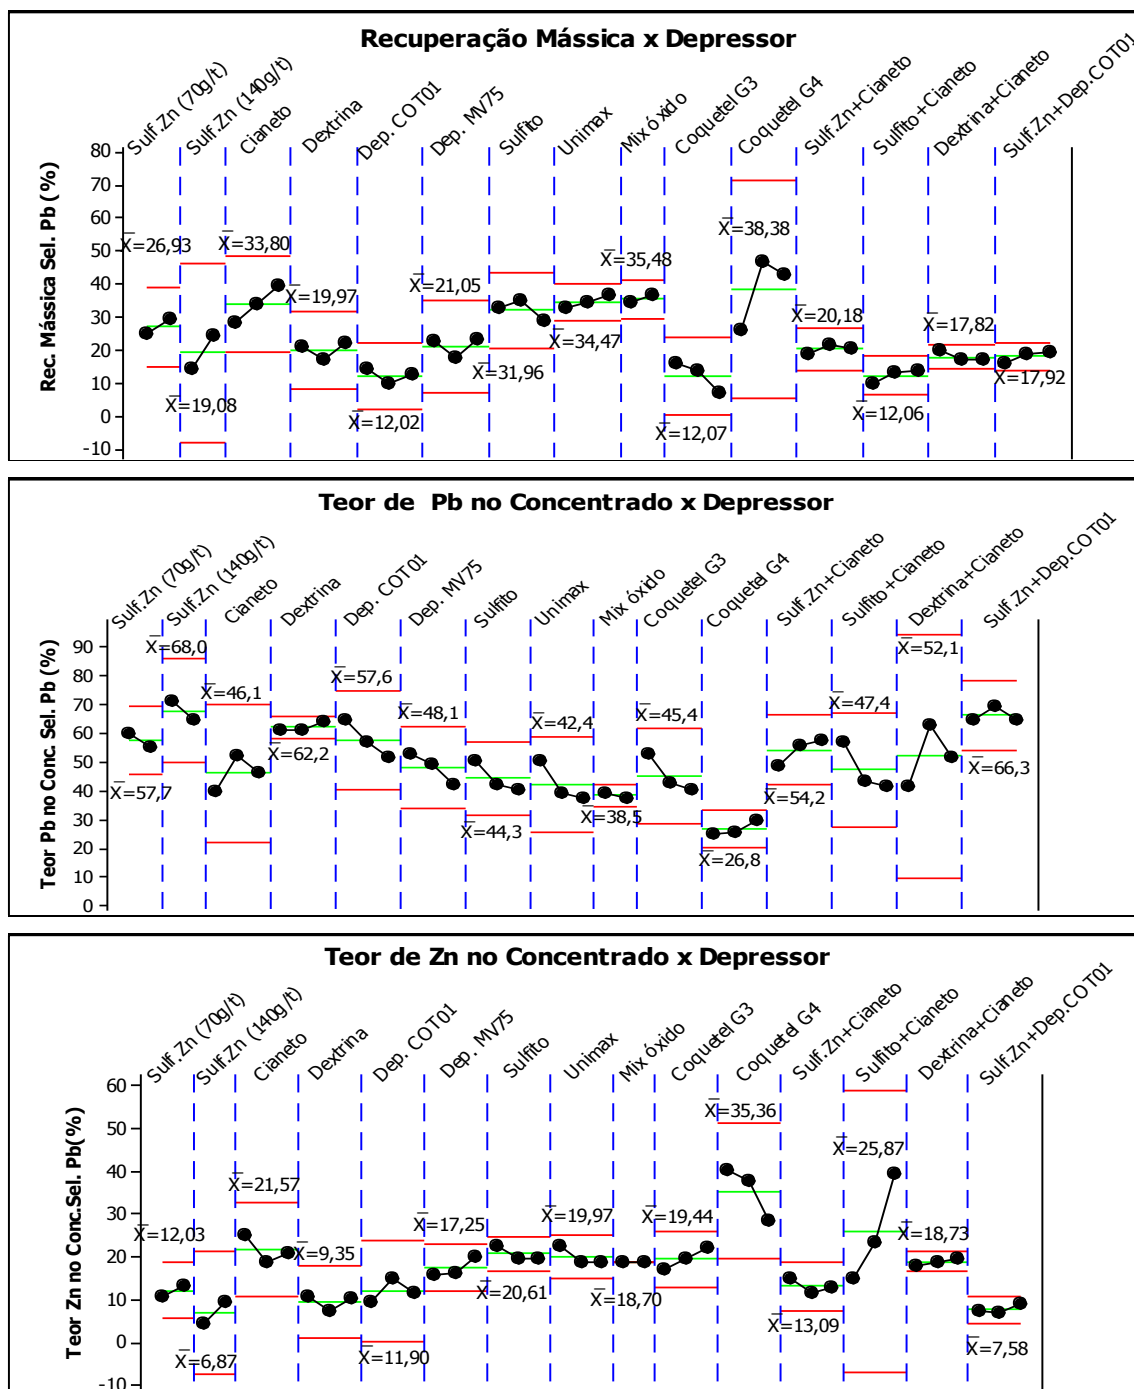 Recuperação Mássica x Depressor
Sulf.Zn (70g/t)
Sulf.Zn (140g/t)
Cianeto
Dextrina
Dep. COT01
Dep. MV75
Sulfito
Unimax
Mix óxido
Coquetel G3
Coquetel G4
Sulf.Zn+Cianeto
Sulfito+Cianeto
Dextrina+Cianeto
Sulf.Zn+Dep.COT01
Rec. Mássica Sel. Pb (%)
80
70
60
50
40
30
20
10
0
-10
X=26,93
X=19,08
X=33,80
X=19,97
X=12,02
X=21,05
X=31,96
X=34,47
X=35,48
X=12,07
X=38,38
X=20,18
X=12,06
X=17,82
X=17,92
Teor de Pb no Concentrado x Depressor
Sulf.Zn (70g/t)
Sulf.Zn (140g/t)
Cianeto
Dextrina
Dep. COT01
Dep. MV75
Sulfito
Unimax
Mix óxido
Coquetel G3
Coquetel G4
Sulf.Zn+Cianeto
Sulfito+Cianeto
Dextrina+Cianeto
Sulf.Zn+Dep.COT01
Teor Pb no Conc. Sel. Pb (%)
90
80
70
60
50
40
30
20
10
0
X=57,7
X=68,0
X=46,1
X=62,2
X=57,6
X=48,1
X=44,3
X=42,4
X=38,5
X=45,4
X=26,8
X=54,2
X=47,4
X=52,1
X=66,3
Teor de Zn no Concentrado x Depressor
Sulf.Zn (70g/t)
Sulf.Zn (140g/t)
Cianeto
Dextrina
Dep. COT01
Dep. MV75
Sulfito
Unimax
Mix óxido
Coquetel G3
Coquetel G4
Sulf.Zn+Cianeto
Sulfito+Cianeto
Dextrina+Cianeto
Sulf.Zn+Dep.COT01
Teor Zn no Conc.Sel. Pb(%)
60
50
40
30
20
10
0
-10
X=12,03
X=6,87
X=21,57
X=9,35
X=11,90
X=17,25
X=20,61
X=19,97
X=18,70
X=19,44
X=35,36
X=13,09
X=25,87
X=18,73
X=7,58